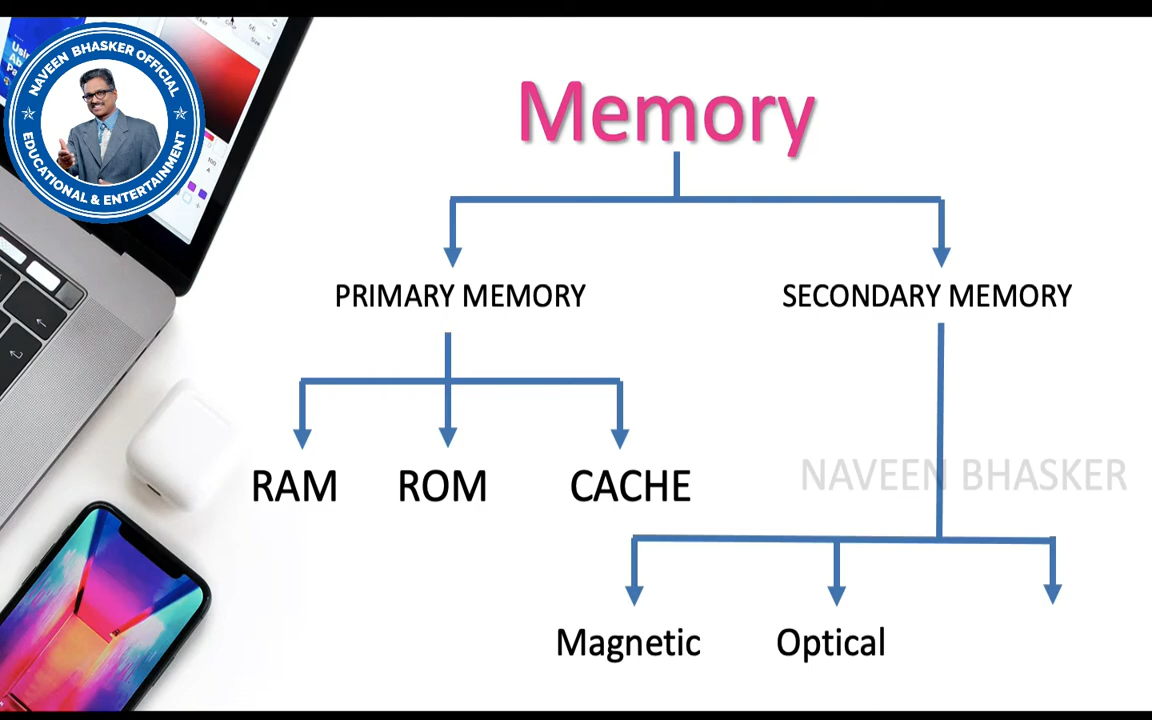 NAVEEN BHASKER OFFICIAL
EDUCATIONAL & ENTERTAINMENT
Memory
PRIMARY MEMORY
SECONDARY MEMORY
RAM
ROM
CACHE
NAVEEN BHASKER
Magnetic
Optical